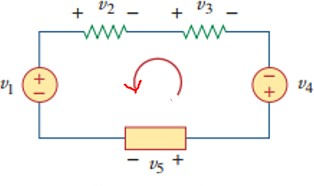 + v2 − + v3 −
v1 + − − + v4
− v5 +